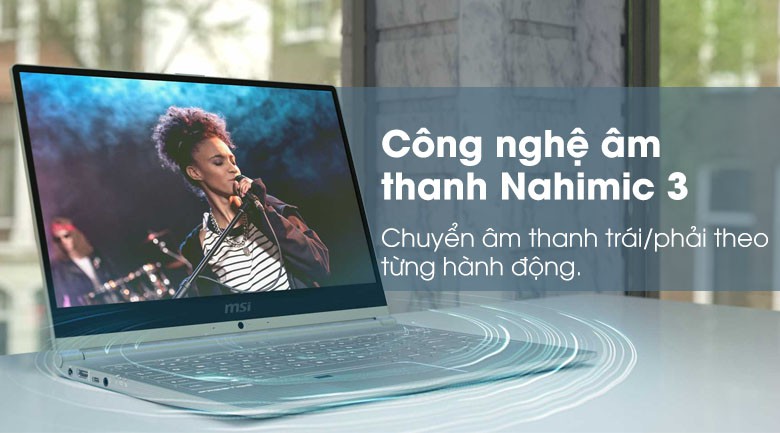 Công nghệ âm
thanh Nahimic 3
Chuyển âm thanh trái/phải theo
từng hành động.
msi